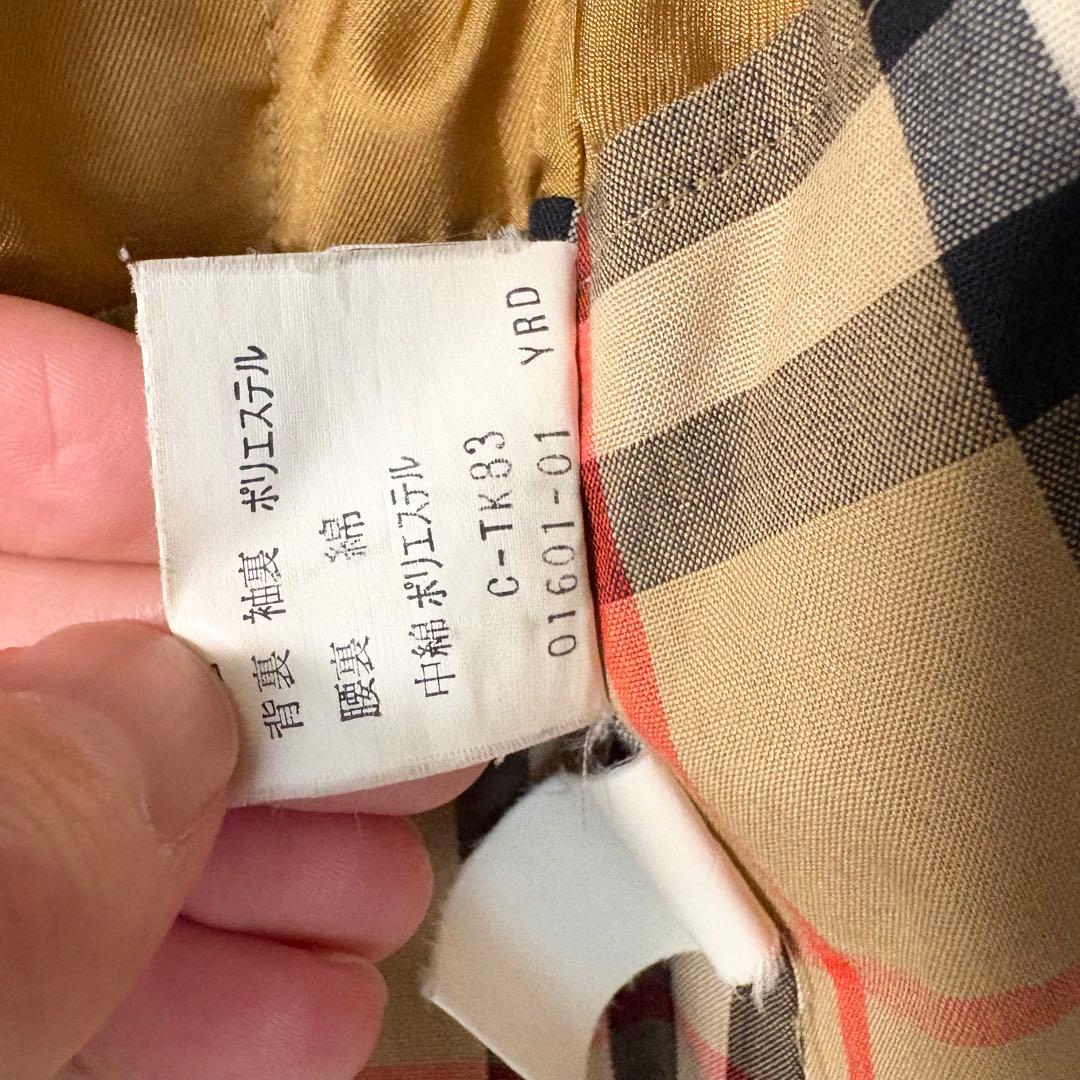 背裏 袖裏 ポリエステル
腰裏 綿
中綿 ポリエステル
C-TK83
01601-01 YRD